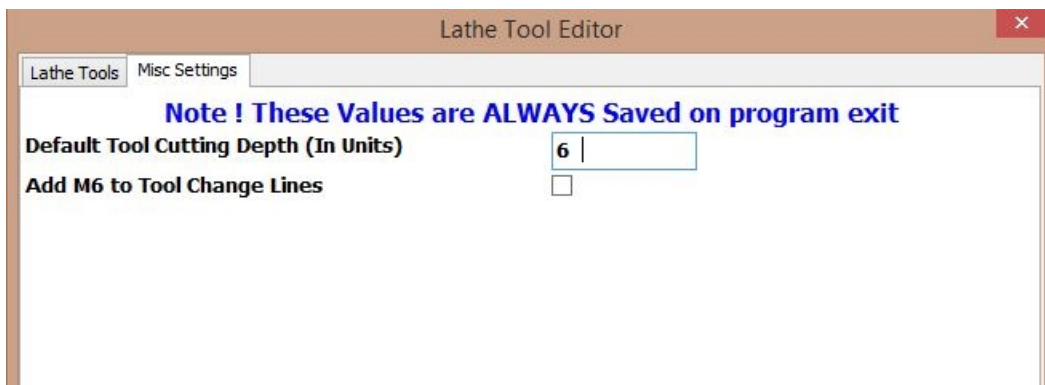 Lathe Tool Editor
Lathe Tools Misc Settings
Note ! These Values are ALWAYS Saved on program exit
Default Tool Cutting Depth (In Units) 6
Add M6 to Tool Change Lines